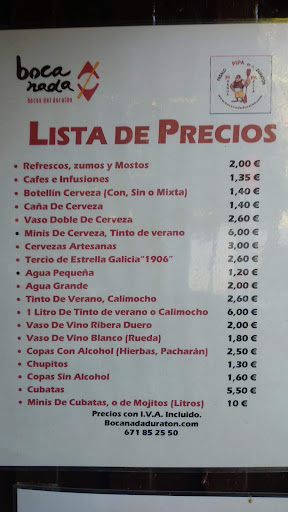 boca
nada
hoces del duratón
LISTA DE PRECIOS
Refrescos, zumos y Mostos 2,00 €
Cafes e Infusiones 1,35 €
Botellin Cerveza (Con, Sin o Mixta) 1,40 €
Caña De Cerveza 1,40 €
Vaso Doble De Cerveza 2,60 €
Minis De Cerveza, Tinto de verano 6,00 €
Cervezas Artesanas 3,00 €
Tercio de Estrella Galicia"1906" 2,60 €
Agua Pequeña 1,20 €
Agua Grande 2,00 €
Tinto De Verano, Calimocho 2,60 €
1 Litro De Tinto de verano o Calimocho 6,00 €
Vaso De Vino Ribera Duero 2,00 €
Vaso De Vino Blanco (Rueda) 1,80 €
Copas Con Alcohol (Hierbas, Pacharán) 2,50 €
Chupitos 1,30 €
Copas Sin Alcohol 1,60 €
Cubatas 5,50 €
Minis De Cubatas, o de Mojitos (Litros) 10 €
Precios con I.V.A. Incluido.
Bocanadaduraton.com
671 85 25 50